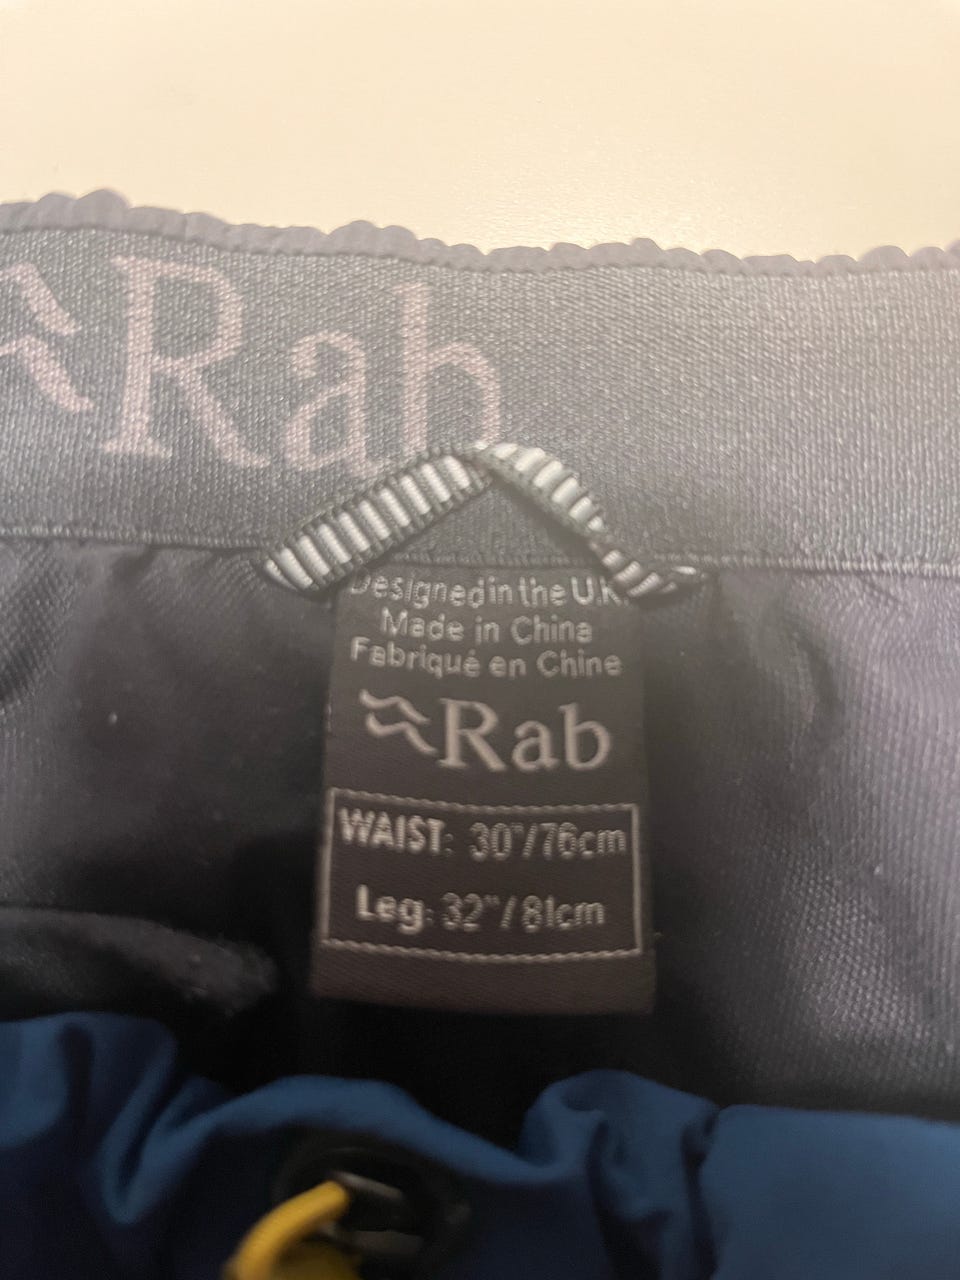 Rab
Designed in the U.K.
Made in China
Fabriqué en Chine
Rab
WAIST: 30"/76cm
Leg: 32"/81cm